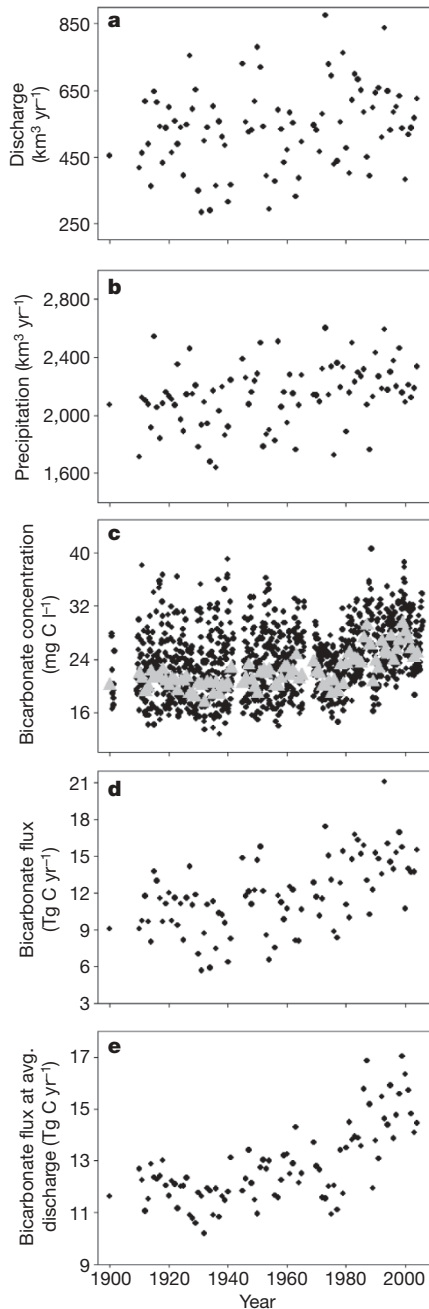 a
850
650
450
250
Discharge
(km³ yr⁻¹)
b
2,800
2,400
2,000
1,600
Precipitation (km³ yr⁻¹)
c
40
32
24
16
Bicarbonate concentration
(mg C l⁻¹)
d
21
18
15
12
9
6
3
Bicarbonate flux
(Tg C yr⁻¹)
e
17
15
13
11
9
Bicarbonate flux at avg.
discharge (Tg C yr⁻¹)
1900 1920 1940 1960 1980 2000
Year